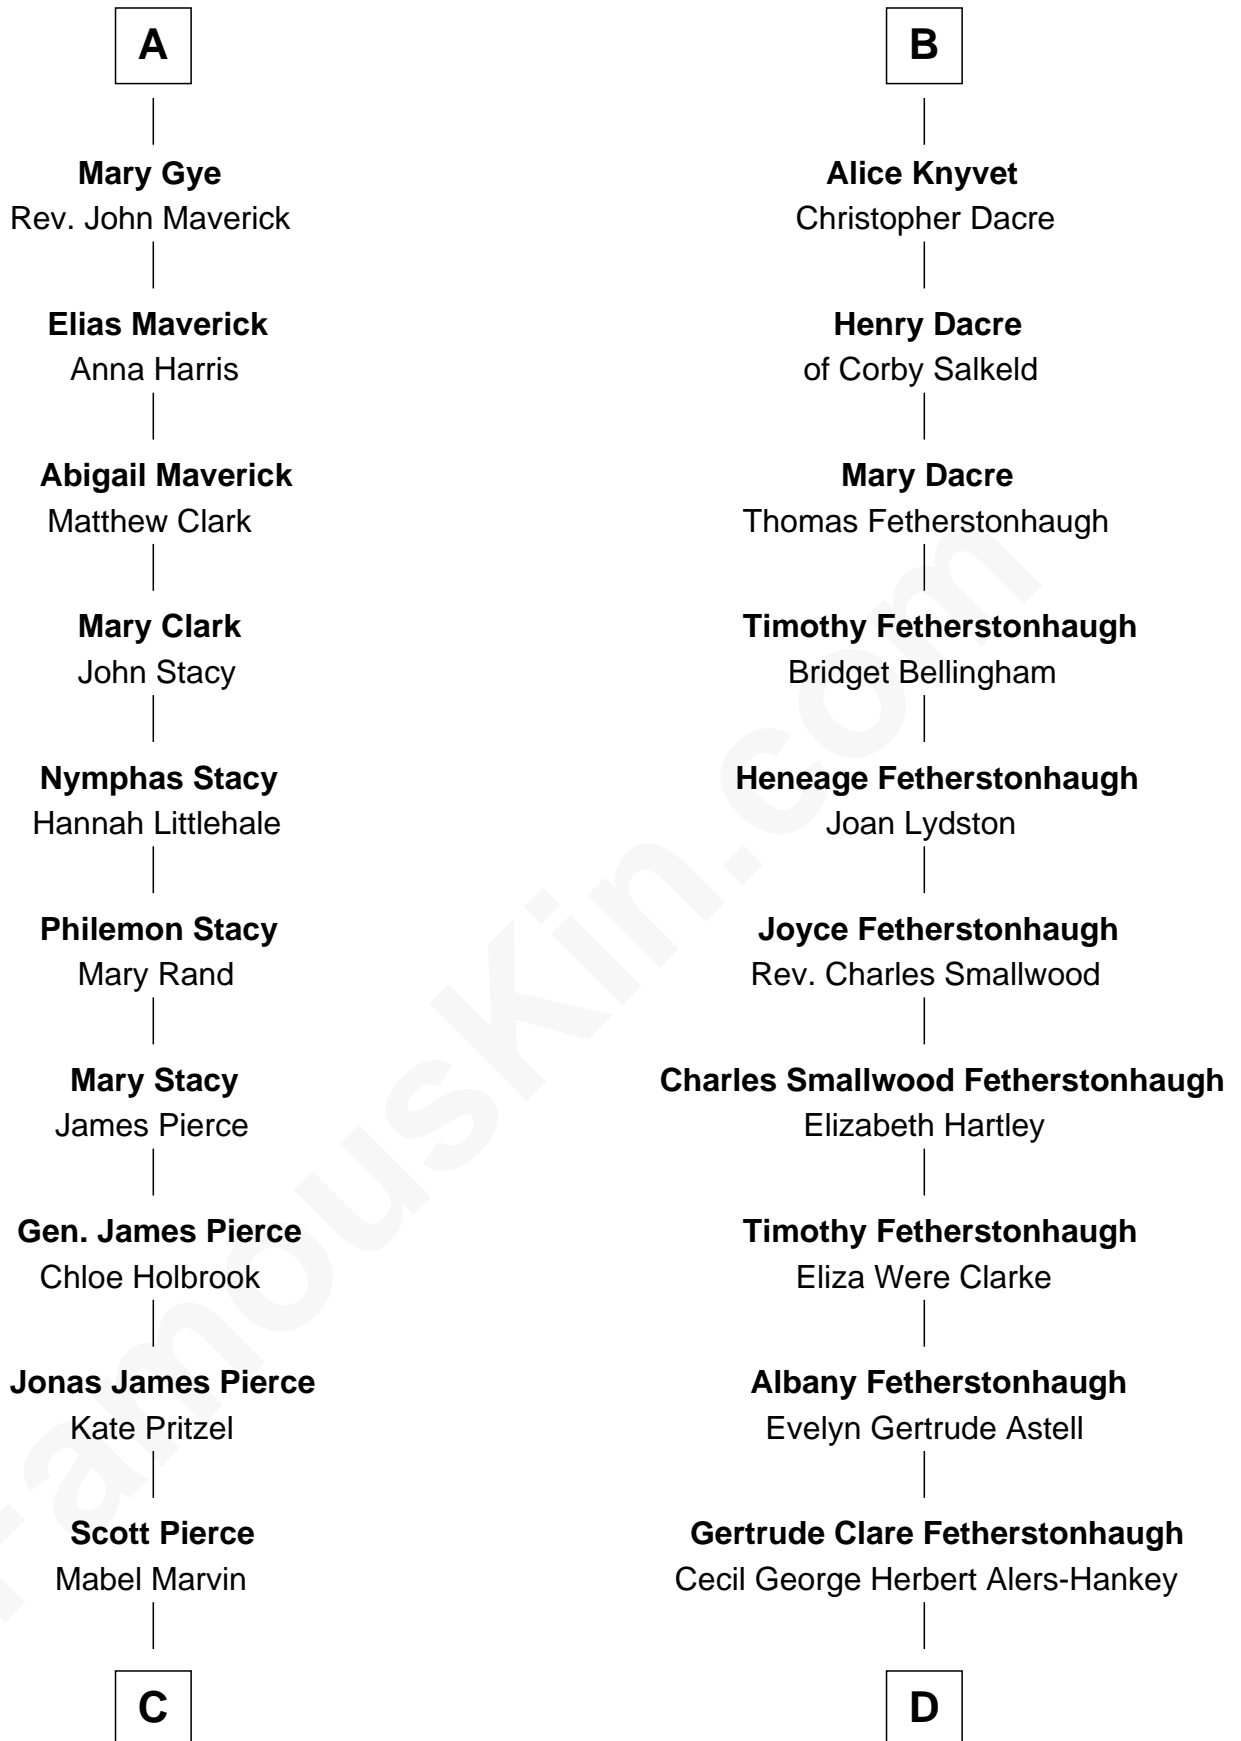 A
Mary Gye
Rev. John Maverick
Elias Maverick
Anna Harris
Abigail Maverick
Matthew Clark
Mary Clark
John Stacy
Nymphas Stacy
Hannah Littlehale
Philemon Stacy
Mary Rand
Mary Stacy
James Pierce
Gen. James Pierce
Chloe Holbrook
Jonas James Pierce
Kate Pritzel
Scott Pierce
Mabel Marvin
C
B
Alice Knyvet
Christopher Dacre
Henry Dacre
of Corby Salkeld
Mary Dacre
Thomas Fetherstonhaugh
Timothy Fetherstonhaugh
Bridget Bellingham
Heneage Fetherstonhaugh
Joan Lydston
Joyce Fetherstonhaugh
Rev. Charles Smallwood
Charles Smallwood Fetherstonhaugh
Elizabeth Hartley
Timothy Fetherstonhaugh
Eliza Were Clarke
Albany Fetherstonhaugh
Evelyn Gertrude Astell
Gertrude Clare Fetherstonhaugh
Cecil George Herbert Alers-Hankey
D
FamousKin.com